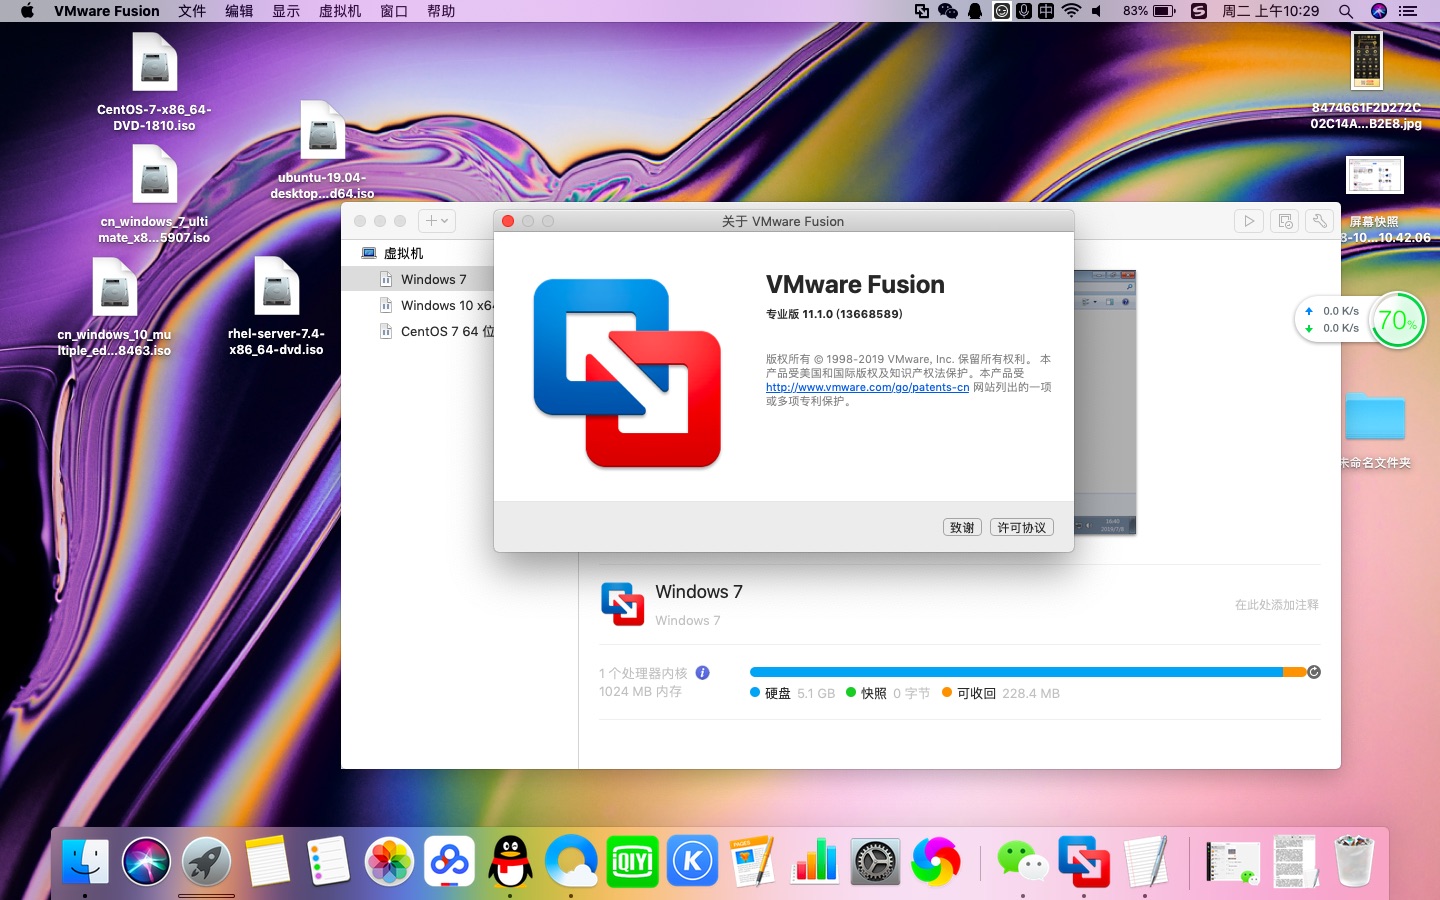 VMware Fusion 文件 编辑 显示 虚拟机 窗口 帮助
83% 周二 上午10:29
CentOS-7-x86_64-
DVD-1810.iso
ubuntu-19.04-
desktop...d64.iso
cn_windows_7_ulti
mate_x8...5907.iso
cn_windows_10_mu
ltiple_ed...8463.iso
rhel-server-7.4-
x86_64-dvd.iso
8474661F2D272C
02C14A...B2E8.jpg
屏幕快照
8-10...10.42.06
0.0 K/s
0.0 K/s
70%
未命名文件夹
虚拟机
Windows 7
Windows 10 x64
CentOS 7 64 位
关于 VMware Fusion
VMware Fusion
专业版 11.1.0 (13668589)
版权所有 © 1998-2019 VMware, Inc. 保留所有权利。 本
产品受美国和国际版权及知识产权法保护。本产品受
http://www.vmware.com/go/patents-cn 网站列出的一项
或多项专利保护。
致谢 许可协议
Windows 7
Windows 7
在此处添加注释
1 个处理器内核
1024 MB 内存
硬盘 5.1 GB 快照 0 字节 可收回 228.4 MB
iQIYI
K
PAGES